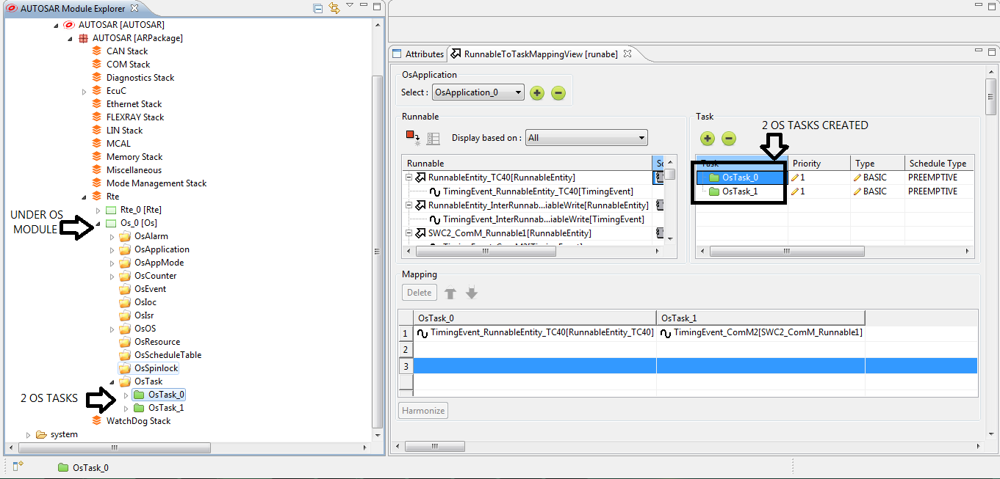 AUTOSAR Module Explorer
AUTOSAR [AUTOSAR]
AUTOSAR [ARPackage]
CAN Stack
COM Stack
Diagnostics Stack
EcuC
Ethernet Stack
FLEXRAY Stack
LIN Stack
MCAL
Memory Stack
Miscellaneous
Mode Management Stack
Rte
Rte_0 [Rte]
UNDER OS
MODULE
Os_0 [Os]
OsAlarm
OsApplication
OsAppMode
OsCounter
OsEvent
OsIoc
OsIsr
OsOS
OsResource
OsScheduleTable
OsSpinlock
OsTask
2 OS TASKS
OsTask_0
OsTask_1
WatchDog Stack
system
OsTask_0
Attributes RunnableToTaskMappingView [runabe]
OsApplication
Select : OsApplication_0
Runnable
Display based on : All
Runnable Sc
RunnableEntity_TC40[RunnableEntity]
TimingEvent_RunnableEntity_TC40[TimingEvent]
RunnableEntity_InterRunnab...iableWrite[RunnableEntity]
TimingEvent_InterRunnab...iableWrite[TimingEvent]
SWC2_ComM_Runnable1[RunnableEntity]
TimingEvent_ComM2[TimingEvent]
Task
2 OS TASKS CREATED
Task Priority Type Schedule Type
OsTask_0 1 BASIC PREEMPTIVE
OsTask_1 1 BASIC PREEMPTIVE
Mapping
Delete
OsTask_0 OsTask_1
1 TimingEvent_RunnableEntity_TC40[RunnableEntity_TC40] TimingEvent_ComM2[SWC2_ComM_Runnable1]
2
3
Harmonize